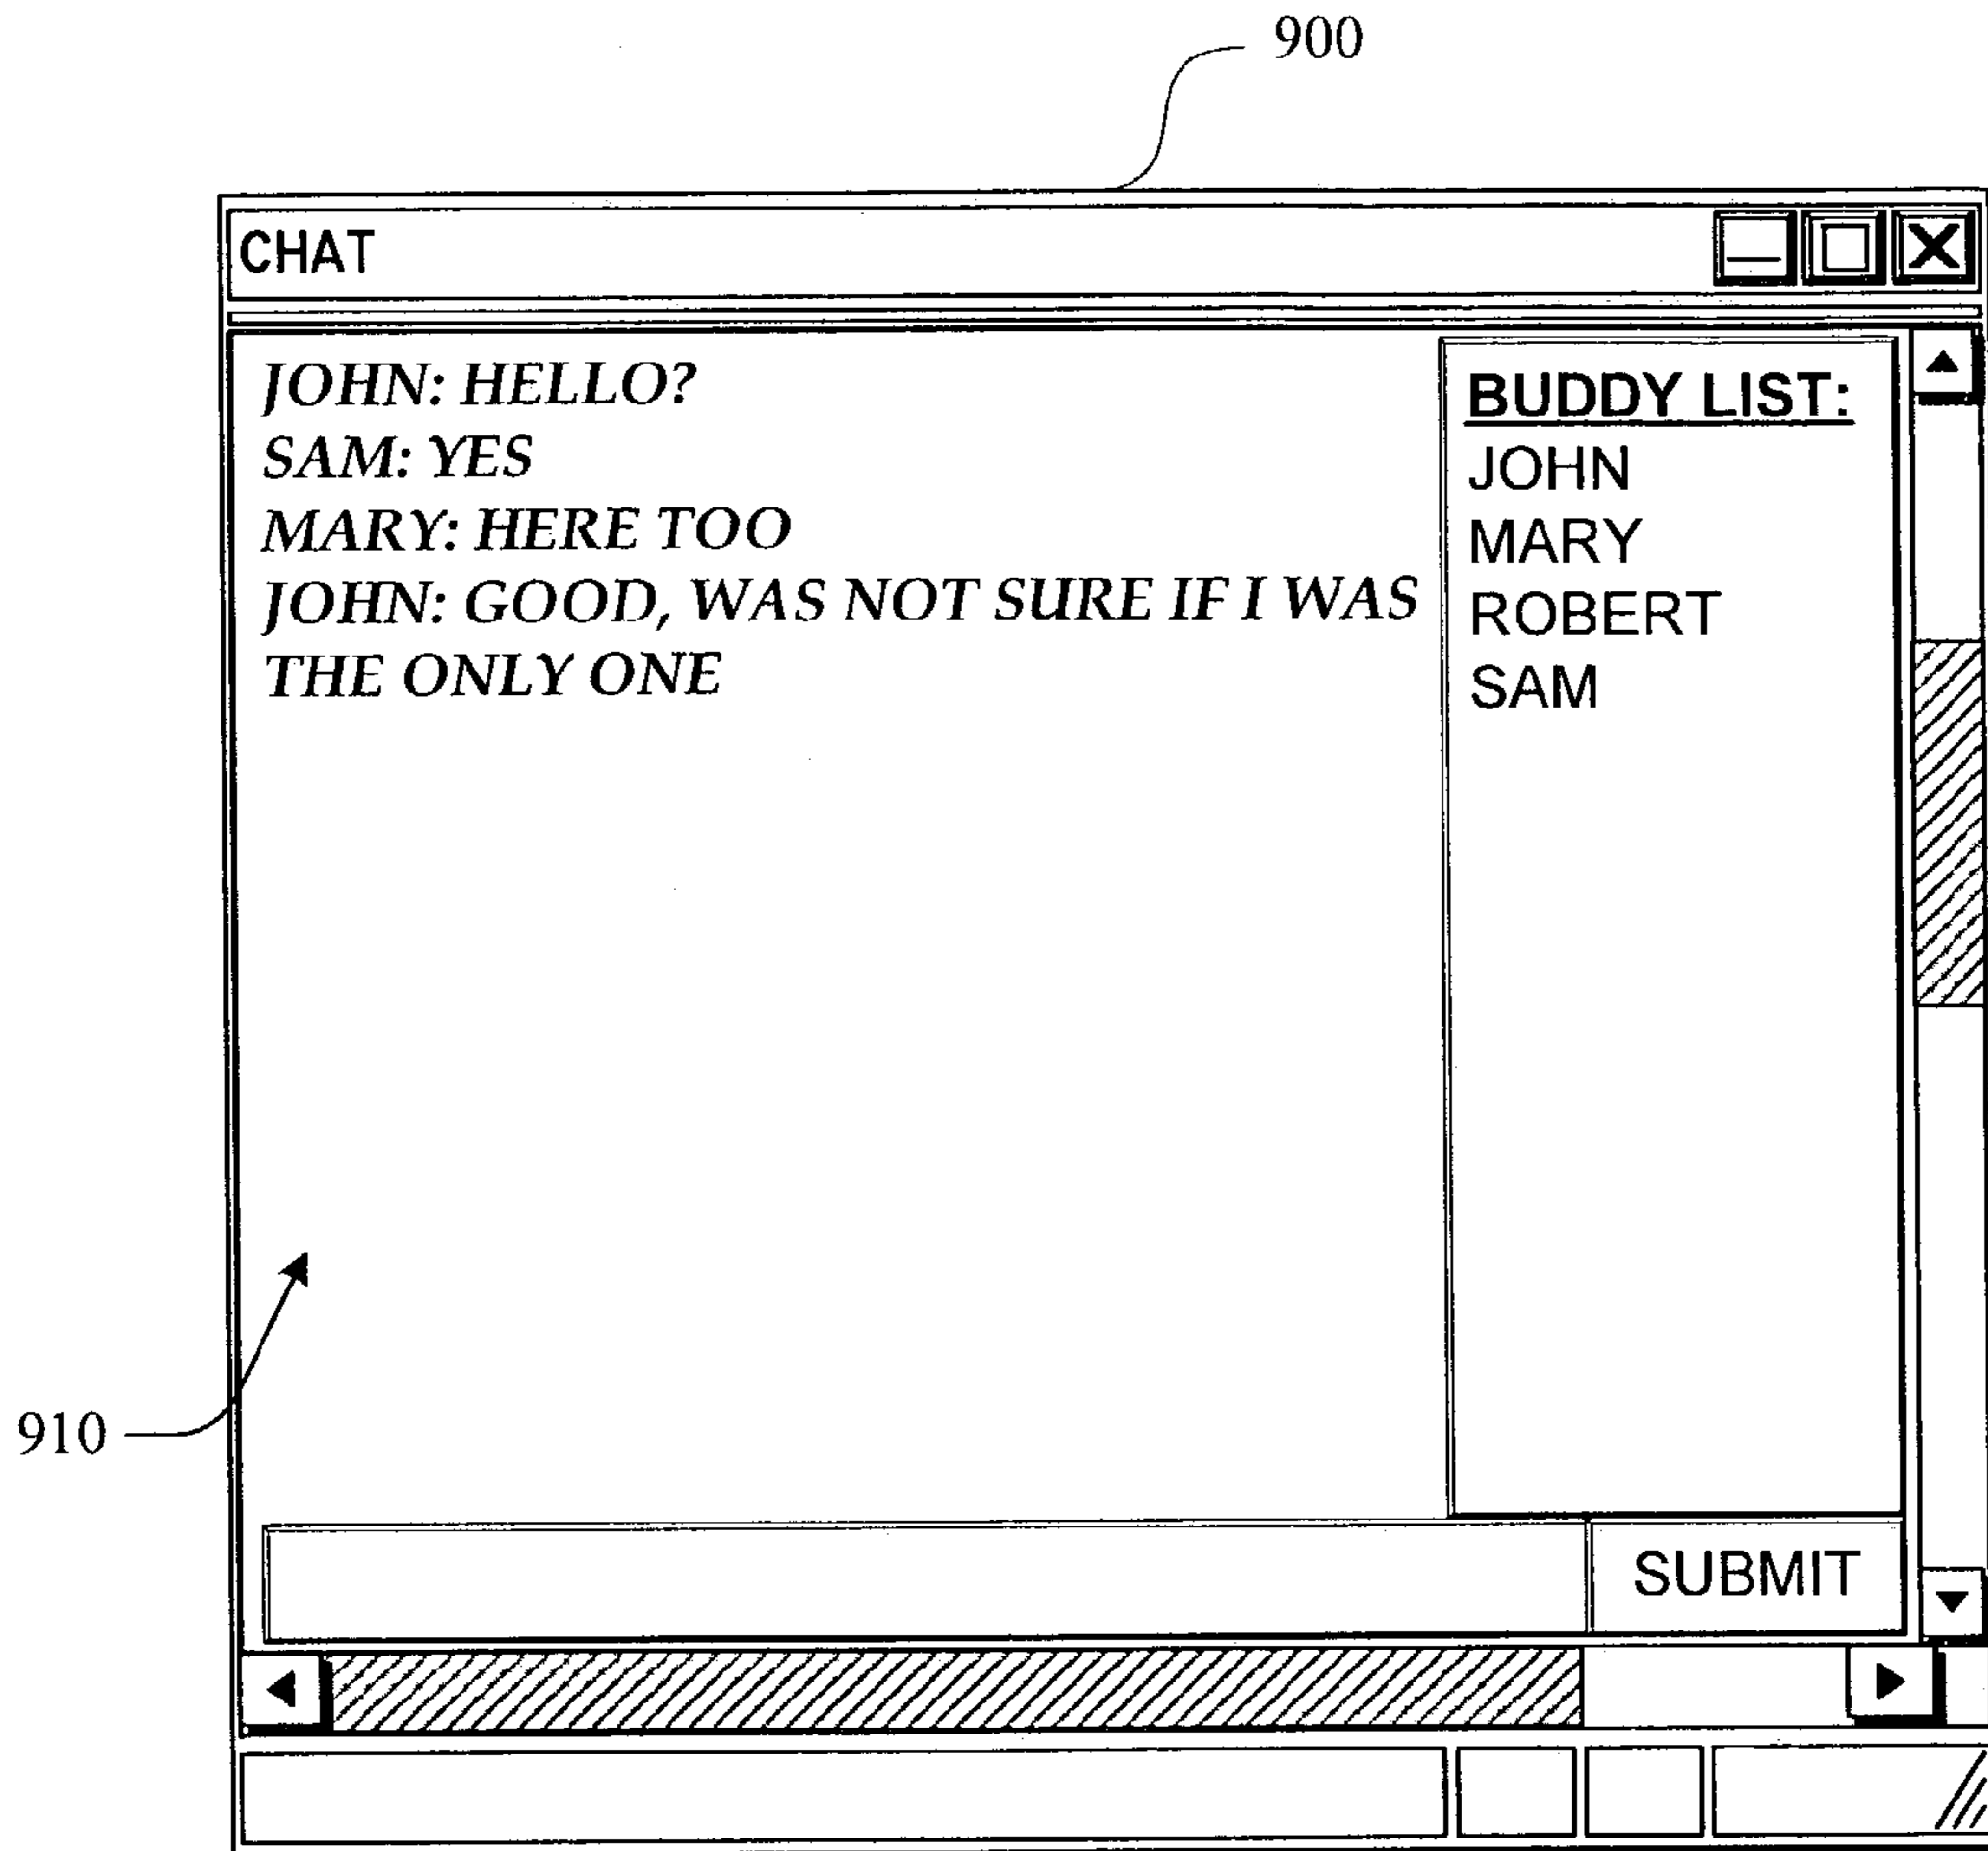 900
CHAT
JOHN: HELLO?
SAM: YES
MARY: HERE TOO
JOHN: GOOD, WAS NOT SURE IF I WAS
THE ONLY ONE
BUDDY LIST:
JOHN
MARY
ROBERT
SAM
910
SUBMIT